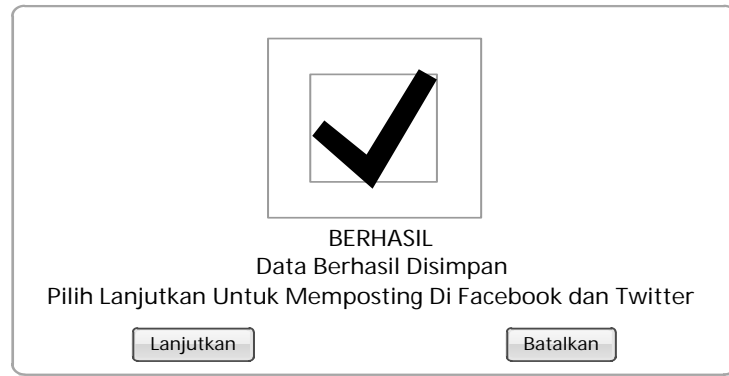 BERHASIL
Data Berhasil Disimpan
Pilih Lanjutkan Untuk Memposting Di Facebook dan Twitter
Lanjutkan Batalkan